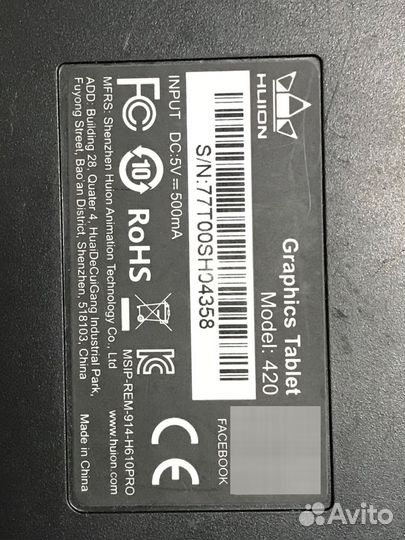 HUION
Graphics Tablet
Model: 420
S/N:77T00SH04358
INPUT DC:5V⎓500mA
FC 10 RoHS
MSIP-REM-914-H610PRO
CE
FACEBOOK
MFRS: Shenzhen Huion Animation Technology Co., Ltd
www.huion.com
ADD: Building 28, Quater 4, HuaiDeCuiGang Industrial Park,
Fuyong Street, Bao'an District, Shenzhen, 518103, China
Made in China
Avito